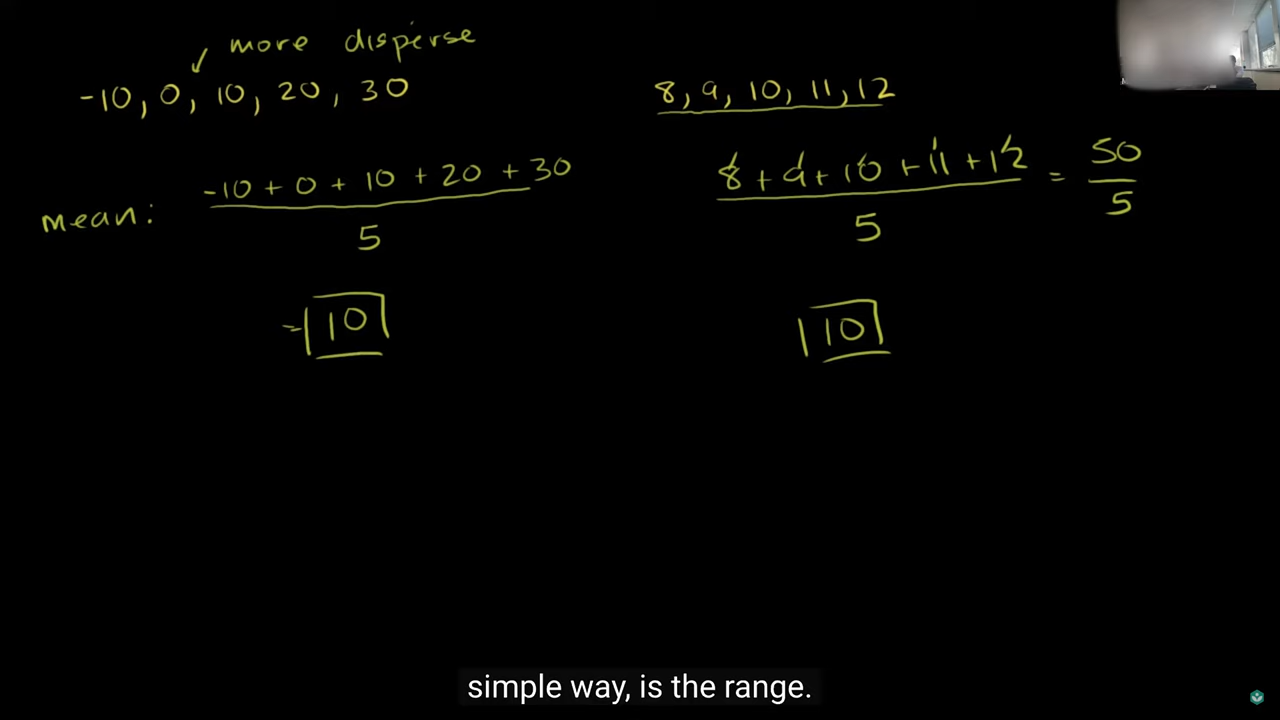 more disperse
-10, 0, 10, 20, 30
8, 9, 10, 11, 12
mean: -10 + 0 + 10 + 20 + 30 / 5
8 + 9 + 10 + 11 + 12 / 5 = 50 / 5
= 10
10
simple way, is the range.